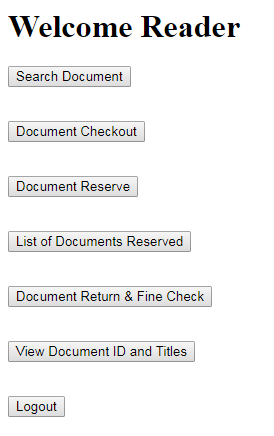 Welcome Reader
Search Document
Document Checkout
Document Reserve
List of Documents Reserved
Document Return & Fine Check
View Document ID and Titles
Logout